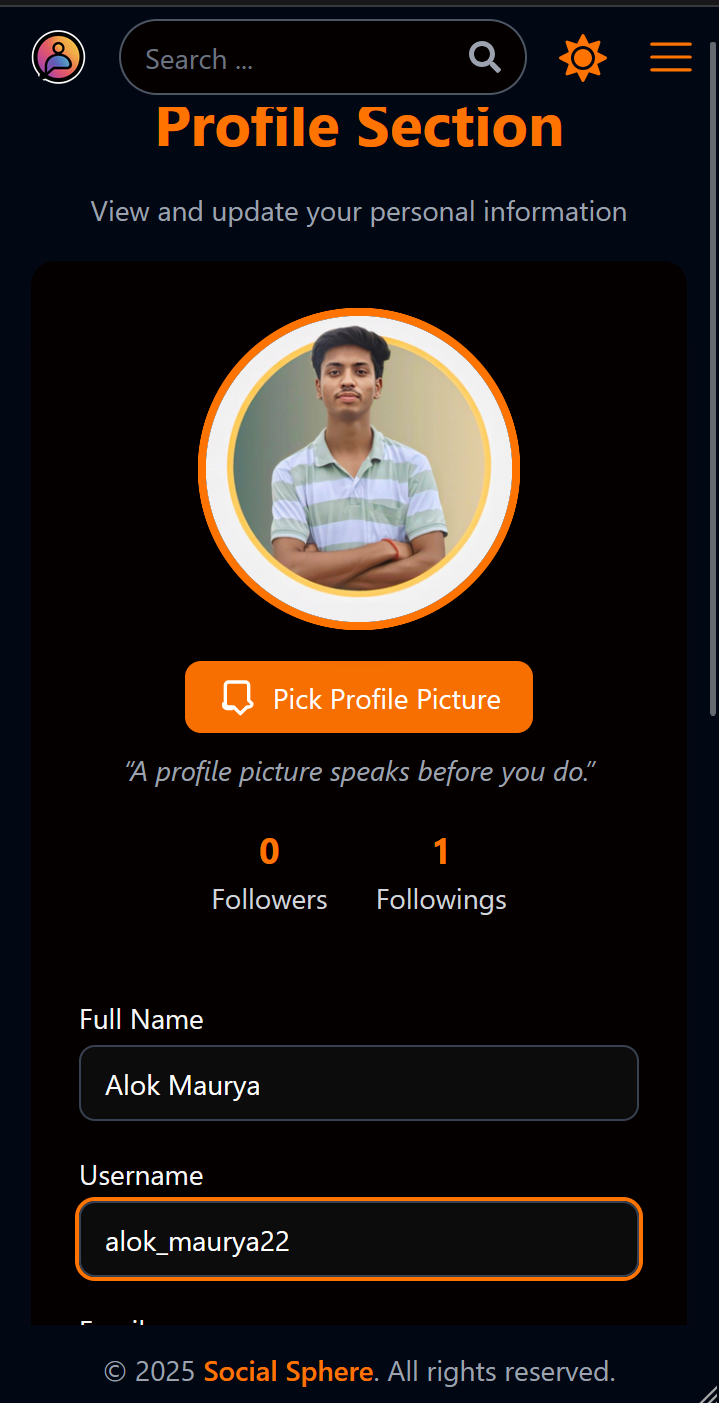 Search ...
Profile Section
View and update your personal information
Pick Profile Picture
“A profile picture speaks before you do.”
0 1
Followers Followings
Full Name
Alok Maurya
Username
alok_maurya22
Email
© 2025 Social Sphere. All rights reserved.